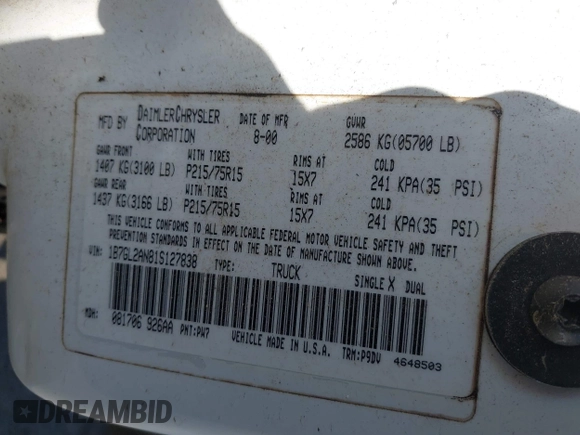 MFD BY DAIMLERCHRYSLER CORPORATION DATE OF MFR 8-00 GVWR 2586 KG(05700 LB)
GAWR FRONT WITH TIRES RIMS AT COLD
1407 KG(3100 LB) P215/75R15 15X7 241 KPA(35 PSI)
GAWR REAR WITH TIRES RIMS AT COLD
1437 KG(3166 LB) P215/75R15 15X7 241 KPA(35 PSI)
THIS VEHICLE CONFORMS TO ALL APPLICABLE FEDERAL MOTOR VEHICLE SAFETY AND THEFT
PREVENTION STANDARDS IN EFFECT ON THE DATE OF MANUFACTURE SHOWN ABOVE.
VIN: 1B7GL2AN81S127838 TYPE: TRUCK SINGLE X DUAL
MDH: 081706 926AA PNT:PW7 VEHICLE MADE IN U.S.A. TRM:P9DV 4648503
DREAMBID